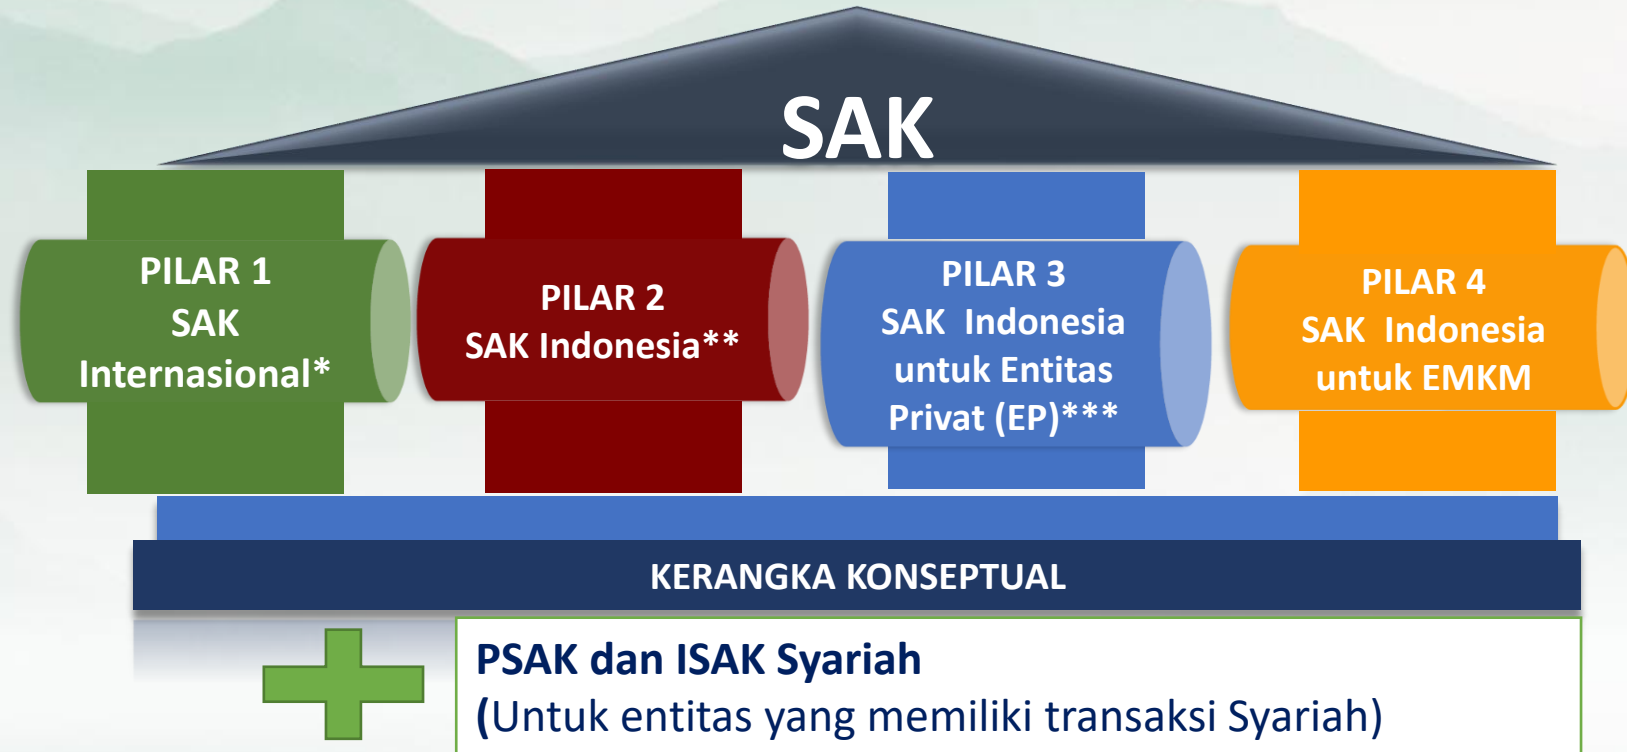 SAK
PILAR 1
SAK
Internasional*
PILAR 2
SAK Indonesia**
PILAR 3
SAK Indonesia
untuk Entitas
Privat (EP)***
PILAR 4
SAK Indonesia
untuk EMKM
KERANGKA KONSEPTUAL
PSAK dan ISAK Syariah
(Untuk entitas yang memiliki transaksi Syariah)